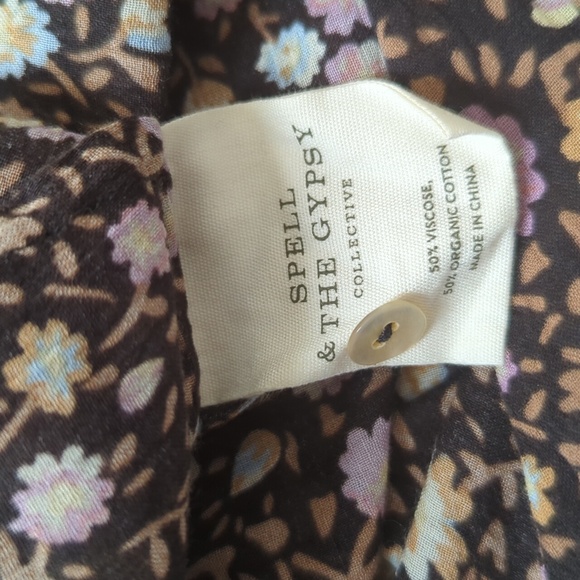 SPELL
& THE GYPSY
COLLECTIVE
50% VISCOSE,
50% ORGANIC COTTON
MADE IN CHINA